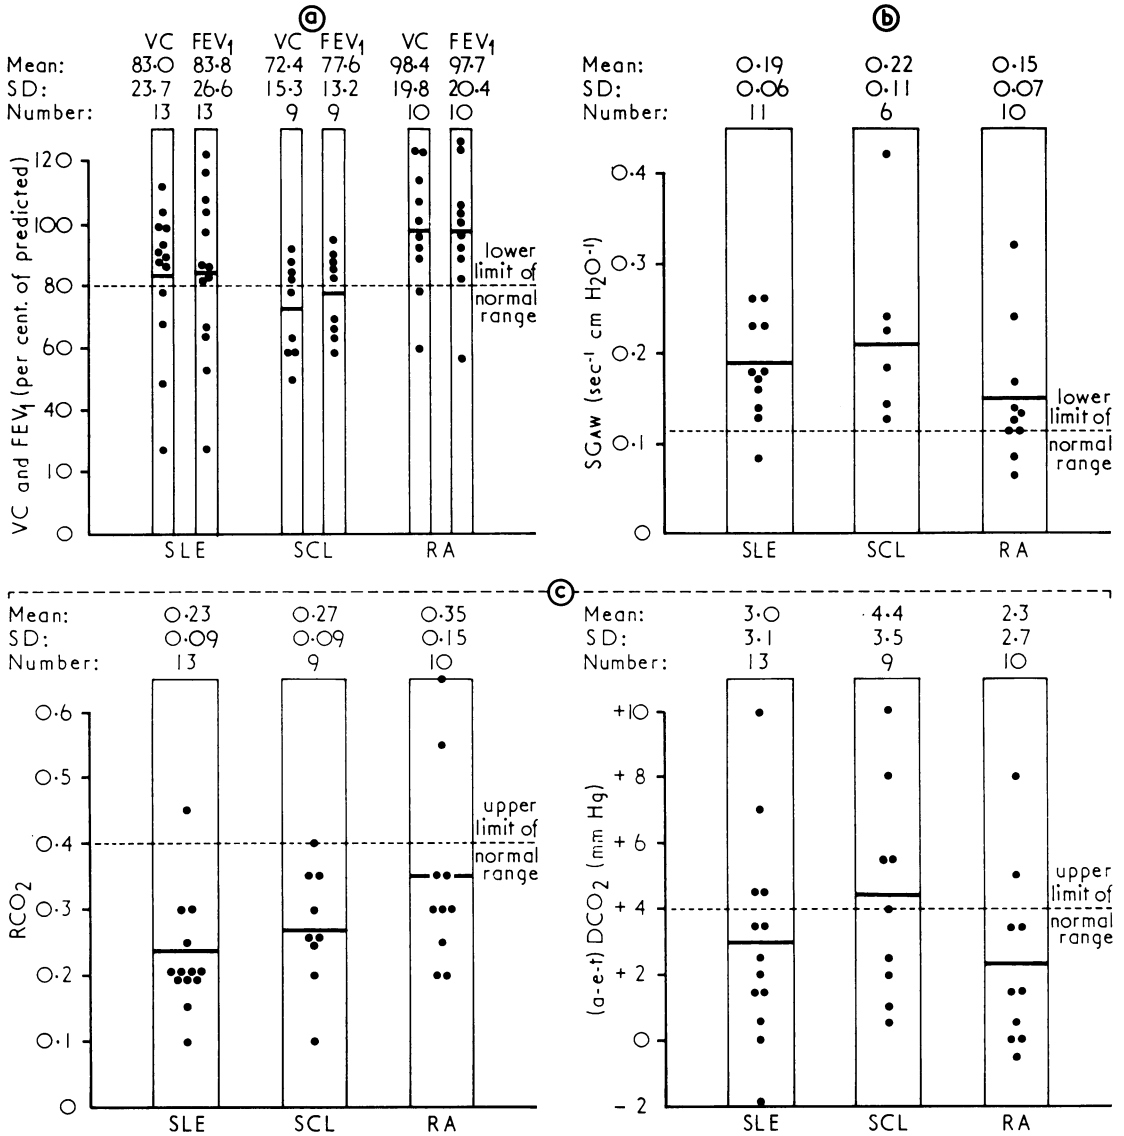 a
VC FEV1 VC FEV1 VC FEV1
Mean: 83·0 83·8 72·4 77·6 98·4 97·7
SD: 23·7 26·6 15·3 13·2 19·8 20·4
Number: 13 13 9 9 10 10
VC and FEV1 (per cent. of predicted)
120
100
80
60
40
10
0
lower
limit of
normal
range
SLE SCL RA
b
Mean: 0·19 0·22 0·15
SD: 0·06 0·11 0·07
Number: 11 6 10
SGAW (sec-1 cm H2O-1)
0·4
0·3
0·2
0·1
0
lower
limit of
normal
range
SLE SCL RA
c
Mean: 0·23 0·27 0·35
SD: 0·09 0·09 0·15
Number: 13 9 10
RCO2
0·6
0·5
0·4
0·3
0·2
0·1
0
upper
limit of
normal
range
SLE SCL RA
Mean: 3·0 4·4 2·3
SD: 3·1 3·5 2·7
Number: 13 9 10
(a-e-t) DCO2 (mm Hg)
+10
+ 8
+ 6
+ 4
+ 2
0
- 2
upper
limit of
normal
range
SLE SCL RA